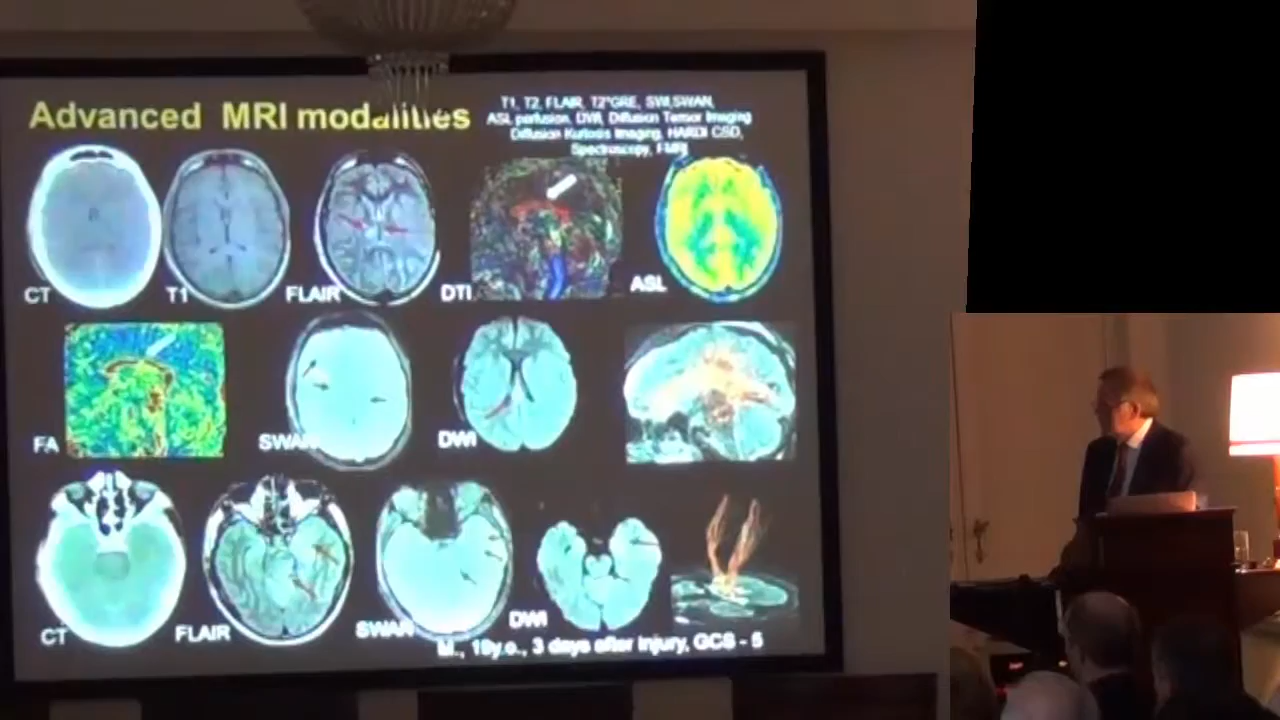 Advanced MRI modalities
T1, T2, FLAIR, T2*GRE, SWI,SWAN,
ASL perfusion, DWI, Diffusion Tensor Imaging
Diffusion Kurtosis Imaging, HARDI CSD,
Spectroscopy, FMRI
CT
T1
FLAIR
DTI
ASL
FA
SWAN
DWI
CT
FLAIR
SWAN
DWI
M., 19y.o., 3 days after injury, GCS - 5